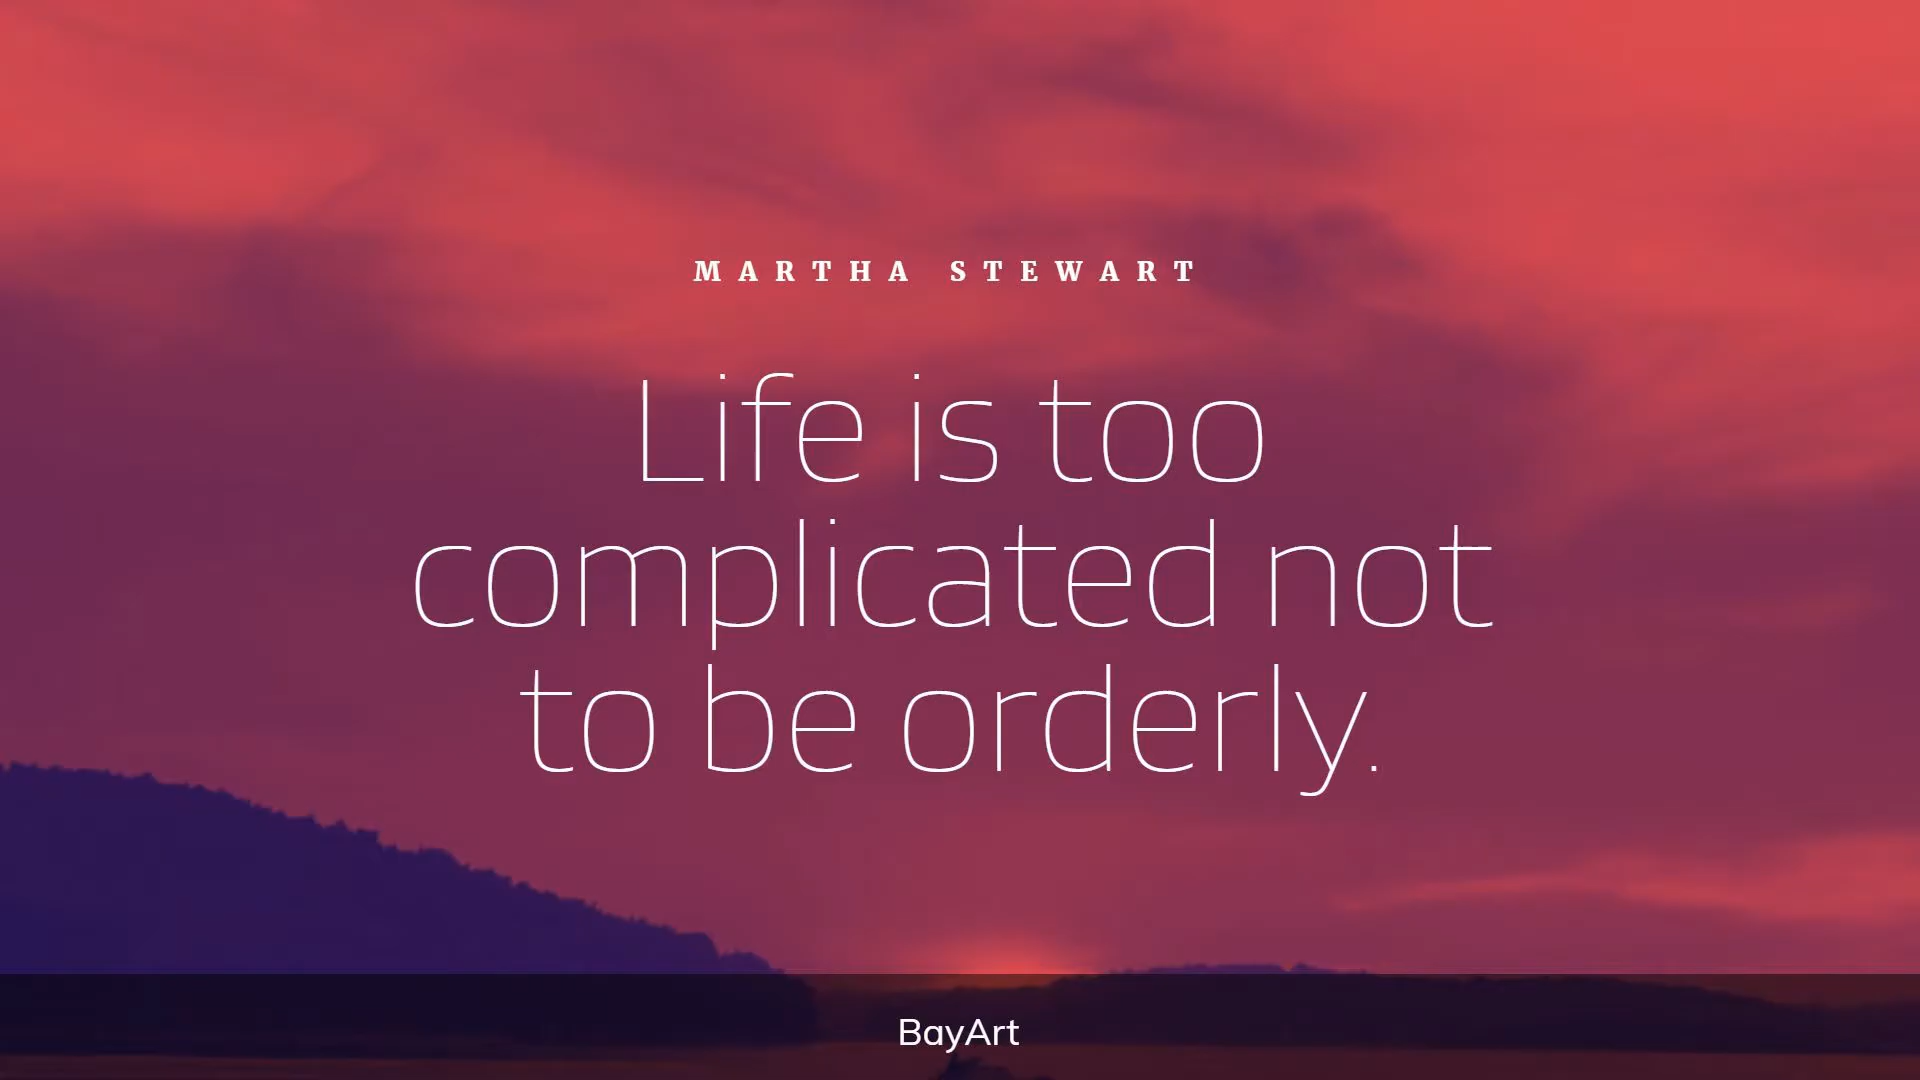 MARTHA STEWART
Life is too
complicated not
to be orderly.
BayArt